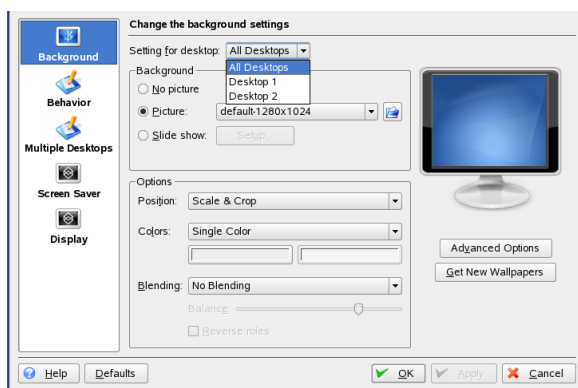 Change the background settings
Background
Behavior
Multiple Desktops
Screen Saver
Display
Setting for desktop: All Desktops
All Desktops
Desktop 1
Desktop 2
Background
No picture
Picture: default-1280x1024
Slide show: Setup...
Options
Position: Scale & Crop
Colors: Single Color
Blending: No Blending
Balance:
Reverse roles
Advanced Options
Get New Wallpapers
Help
Defaults
OK
Apply
Cancel